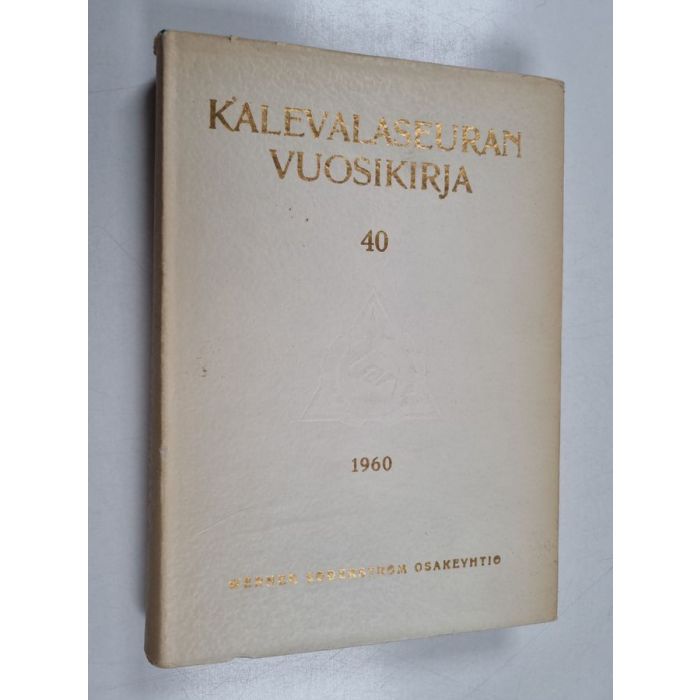 KALEVALASEURAN
VUOSIKIRJA
40
1960
WERNER SÖDERSTRÖM OSAKEYHTIÖ